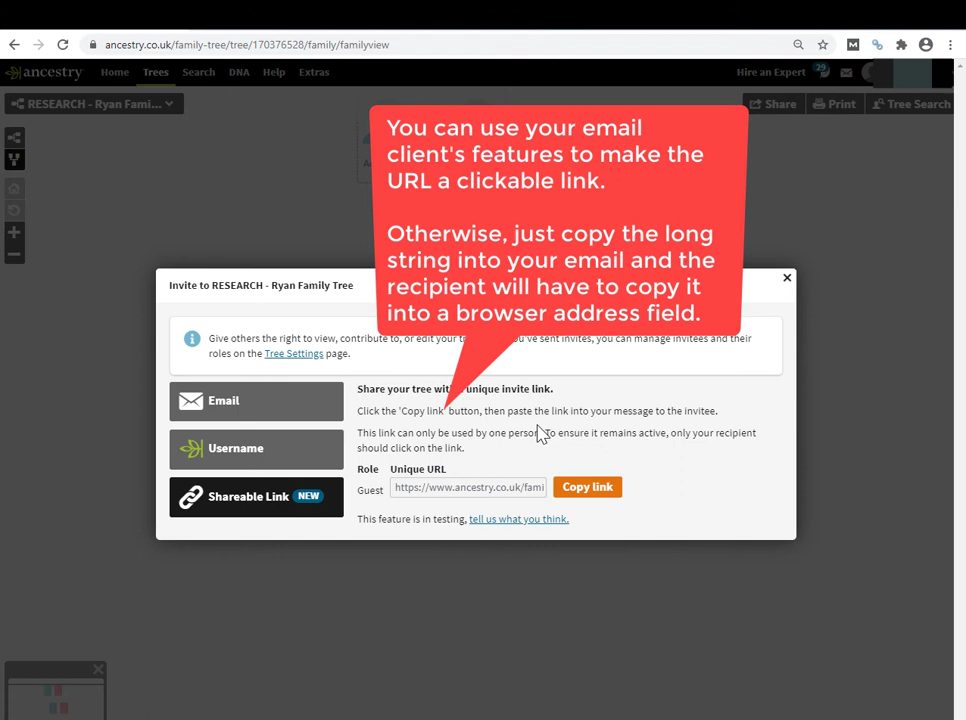 ancestry.co.uk/family-tree/tree/170376528/family/familyview
M
ancestry Home Trees Search DNA Help Extras Hire an Expert 29
RESEARCH - Ryan Fami... Share Print Tree Search
You can use your email
client's features to make the
URL a clickable link.
Otherwise, just copy the long
string into your email and the
recipient will have to copy it
into a browser address field.
Invite to RESEARCH - Ryan Family Tree
Give others the right to view, contribute to, or edit your you've sent invites, you can manage invitees and their
roles on the Tree Settings page.
Email
Username
Shareable Link NEW
Share your tree with unique invite link.
Click the 'Copy link' button, then paste the link into your message to the invitee.
This link can only be used by one person. To ensure it remains active, only your recipient
should click on the link.
Role Unique URL
Guest https://www.ancestry.co.uk/fami Copy link
This feature is in testing, tell us what you think.